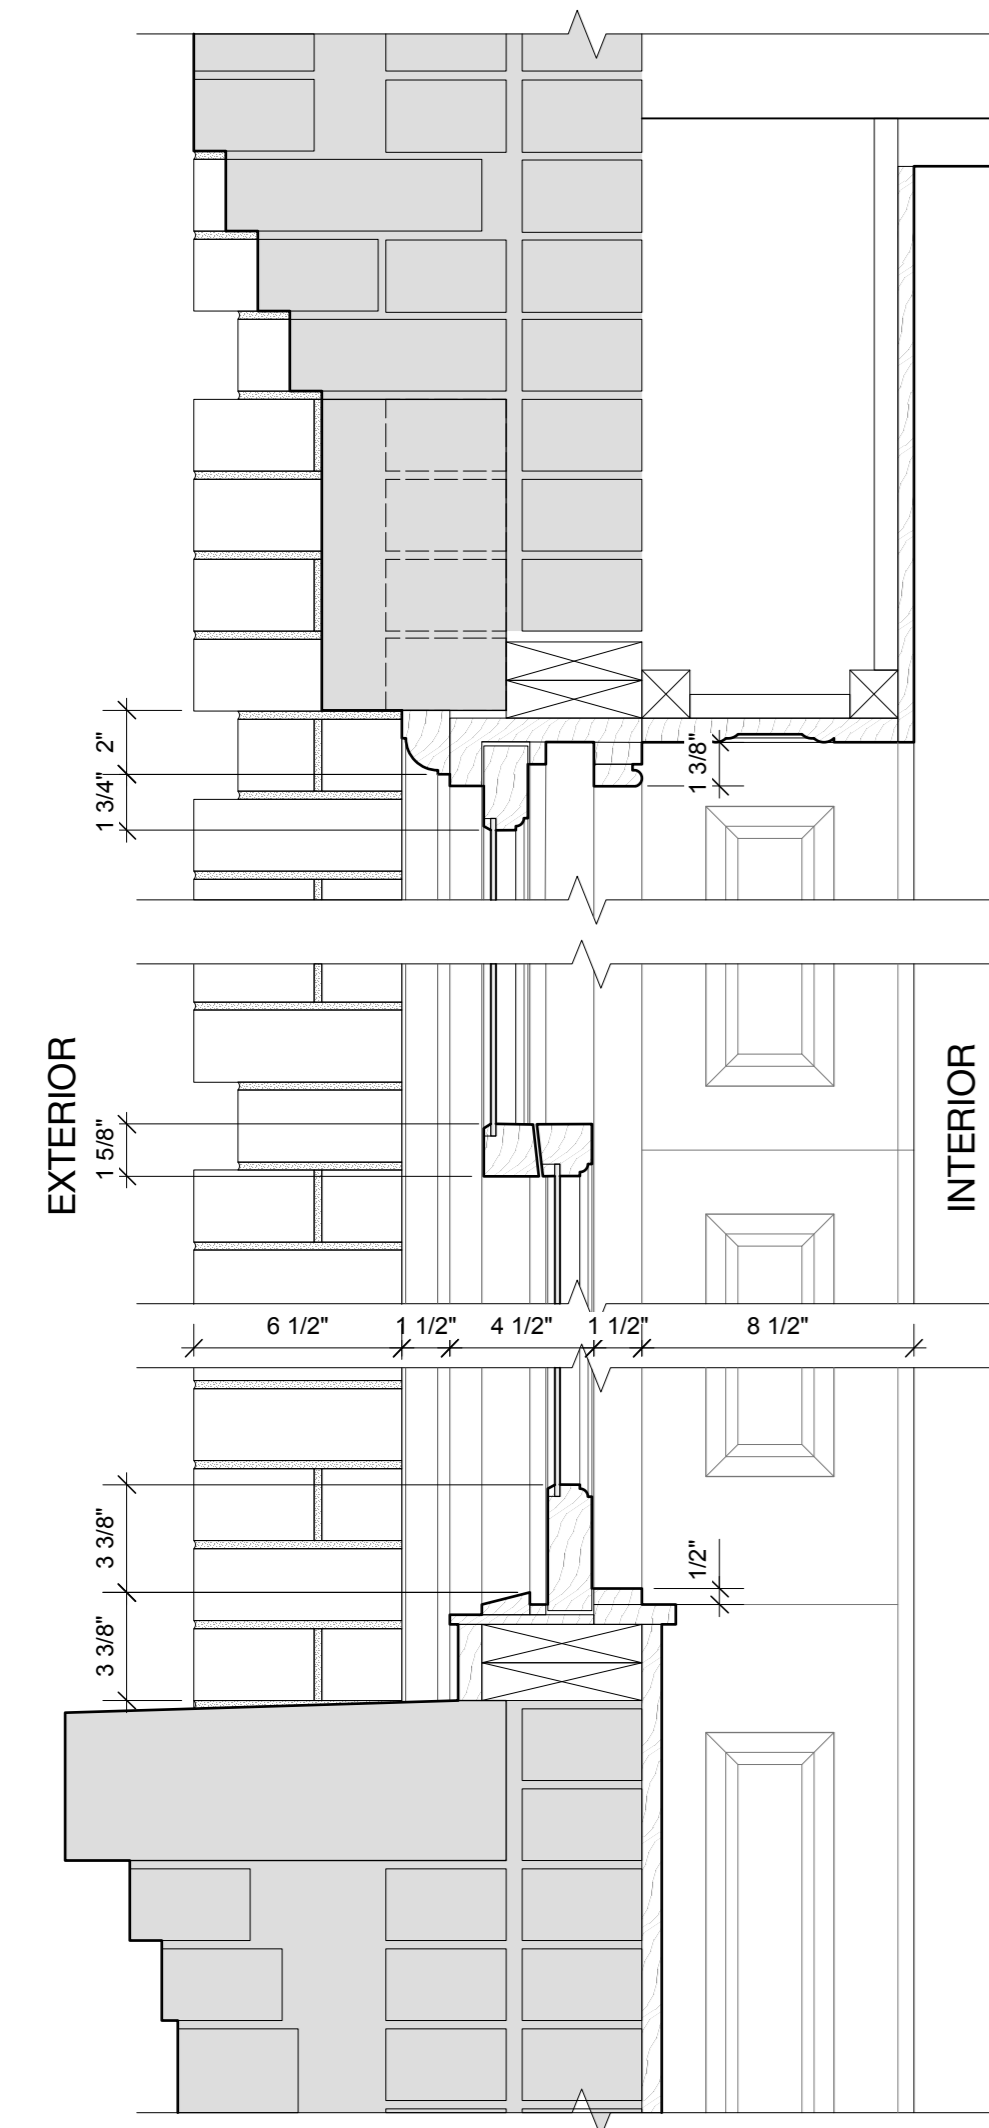 2"
1 3/4"
1 3/8"
EXTERIOR
INTERIOR
1 5/8"
6 1/2" 1 1/2" 4 1/2" 1 1/2" 8 1/2"
3 3/8"
1/2"
3 3/8"